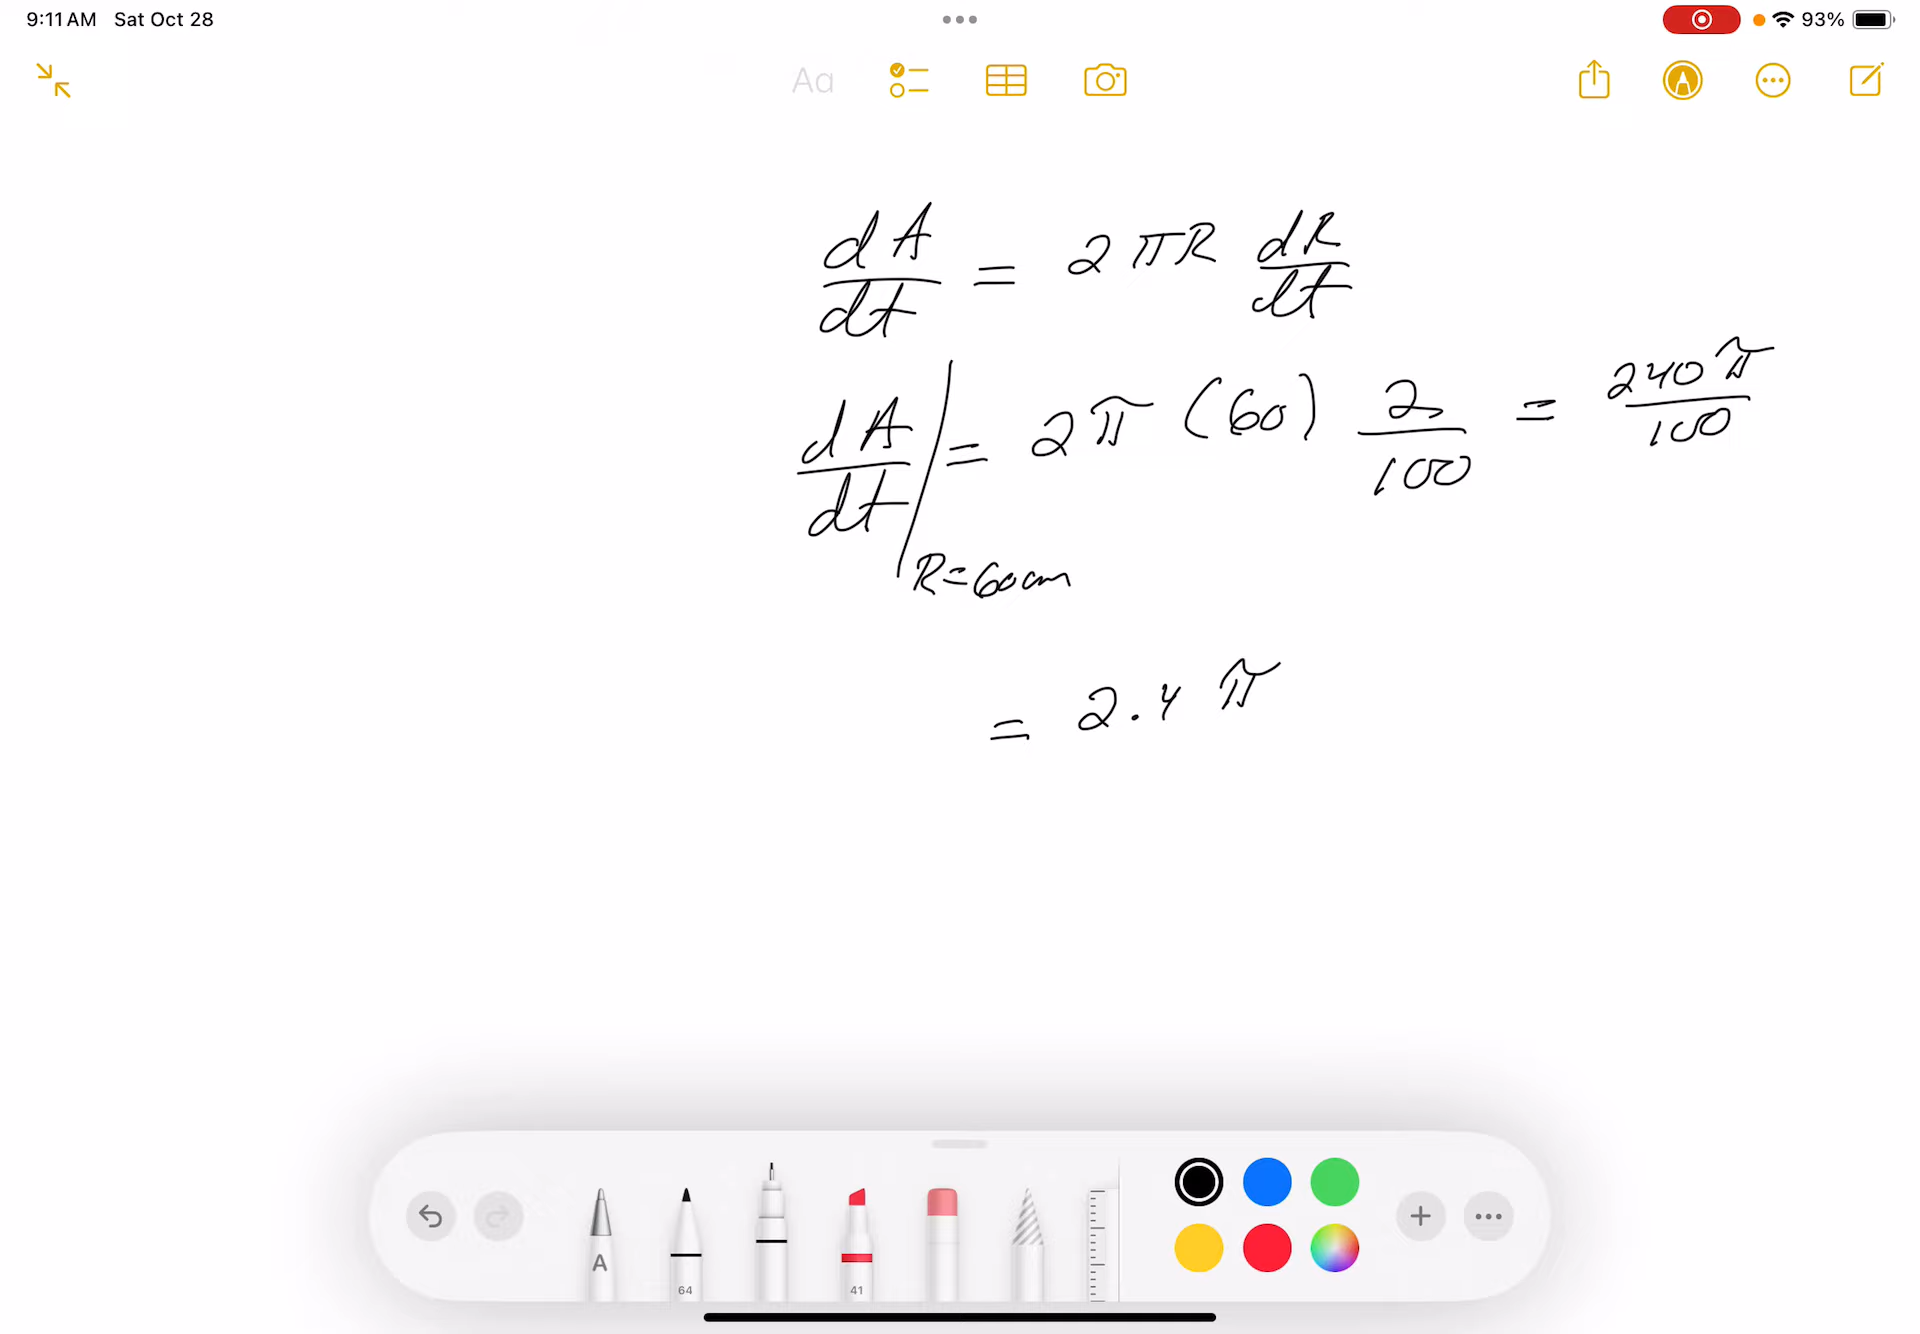 9:11 AM Sat Oct 28
93%
Aa
dA/dt = 2πR dR/dt
dA/dt | R=60cm = 2π (60) 2/100 = 240π/100
= 2.4 π
A
64
41